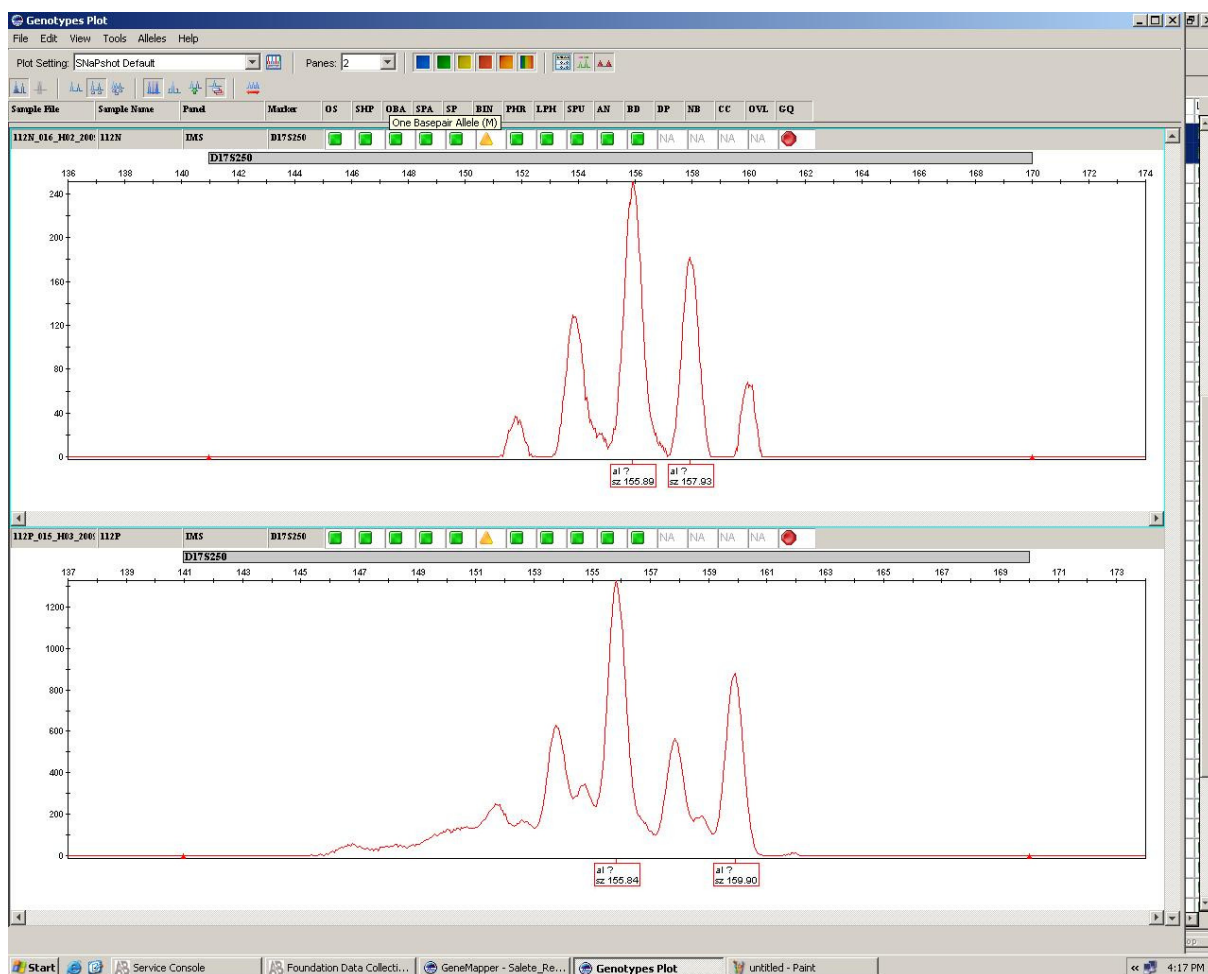 Genotypes Plot
File Edit View Tools Alleles Help
Plot Setting: SNaPshot Default Panes: 2
Sample File Sample Name Panel Marker OS SHP OBA SPA SP BIN PHR LPH SPU AN BD DP NB CC OVL GQ
One Basepair Allele (M)
112N_016_H02_200 112N IMS D17S250 NA NA NA NA
D17S250
136 138 140 142 144 146 148 150 152 154 156 158 160 162 164 166 168 170 172 174
240
200
160
120
80
40
0
al ? al ?
sz 155.89 sz 157.93
112P_015_H03_200 112P IMS D17S250 NA NA NA NA
D17S250
137 139 141 143 145 147 149 151 153 155 157 159 161 163 165 167 169 171 173
1200
1000
800
600
400
200
0
al ? al ?
sz 155.84 sz 159.90
Start Service Console Foundation Data Collecti... GeneMapper - Salete_Re... Genotypes Plot untitled - Paint 4:17 PM